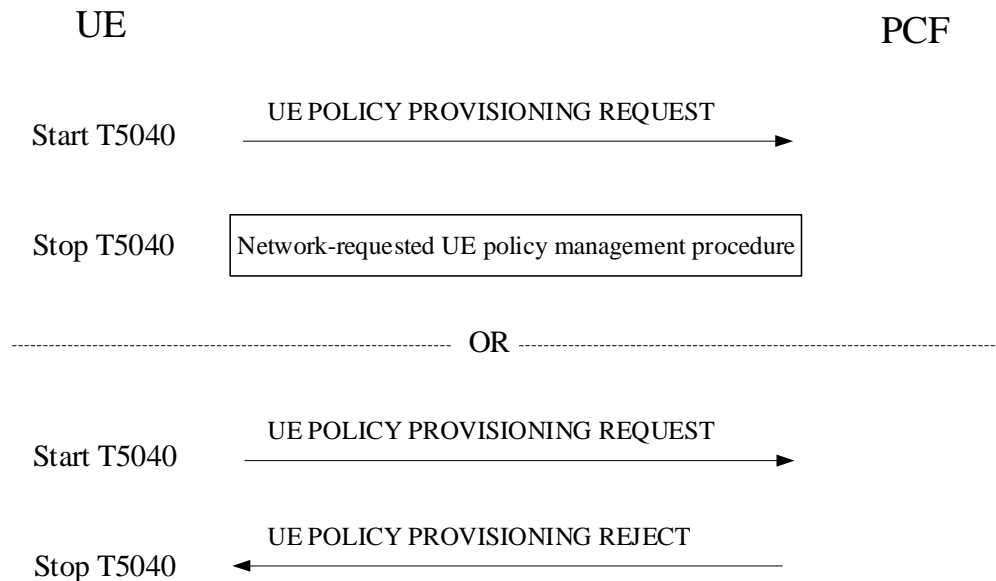 UE
PCF
UE POLICY PROVISIONING REQUEST
Start T5040
Stop T5040
Network-requested UE policy management procedure
OR
UE POLICY PROVISIONING REQUEST
Start T5040
UE POLICY PROVISIONING REJECT
Stop T5040